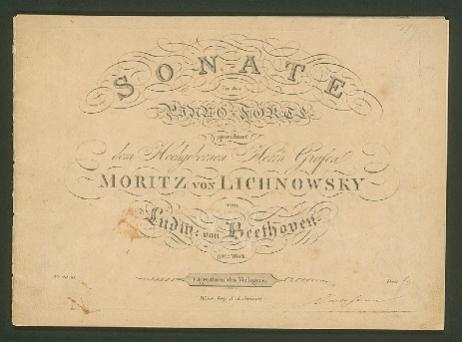 SONATE
für das
PIANO-FORTE
dem Hochgebornen Herrn Grafen
MORITZ VON LICHNOWSKY
von
Ludw: van Beethoven.
Werk
Eigenthum des Verlegers.